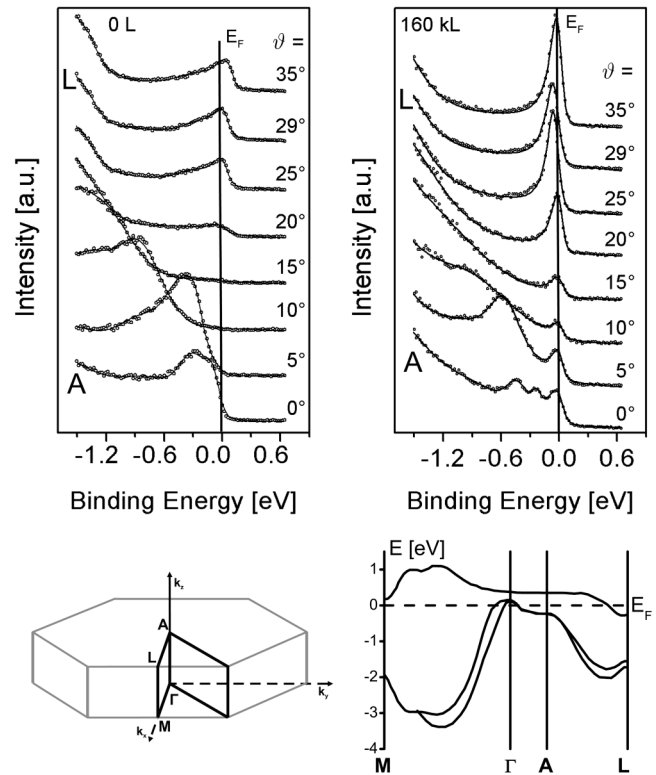 0 L
E_F
ϑ =
35°
29°
25°
20°
15°
10°
5°
0°
L
A
Intensity [a.u.]
-1.2 -0.6 0.0 0.6
Binding Energy [eV]
160 kL
E_F
ϑ =
35°
29°
25°
20°
15°
10°
5°
0°
L
A
Intensity [a.u.]
-1.2 -0.6 0.0 0.6
Binding Energy [eV]
k_z
A
L
Γ
k_y
M
k_x
E [eV]
1
0
-1
-2
-3
-4
E_F
M Γ A L